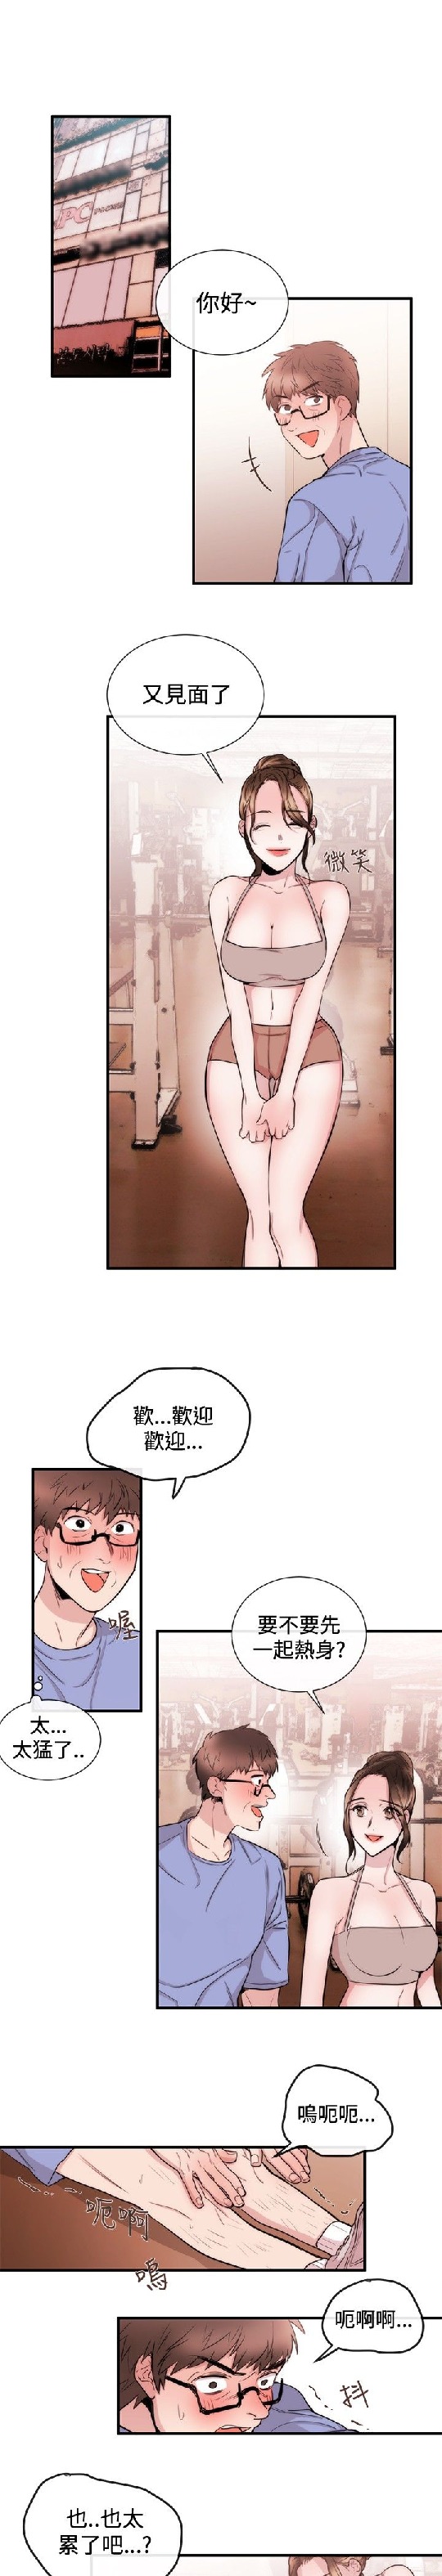 PC
你好~
又見面了
微笑
歡...歡迎
歡迎...
喔
太...
太猛了..
要不要先
一起熱身?
嗚呃呃...
呃啊
嗚
呃啊啊...
抖
也..也太
累了吧...?